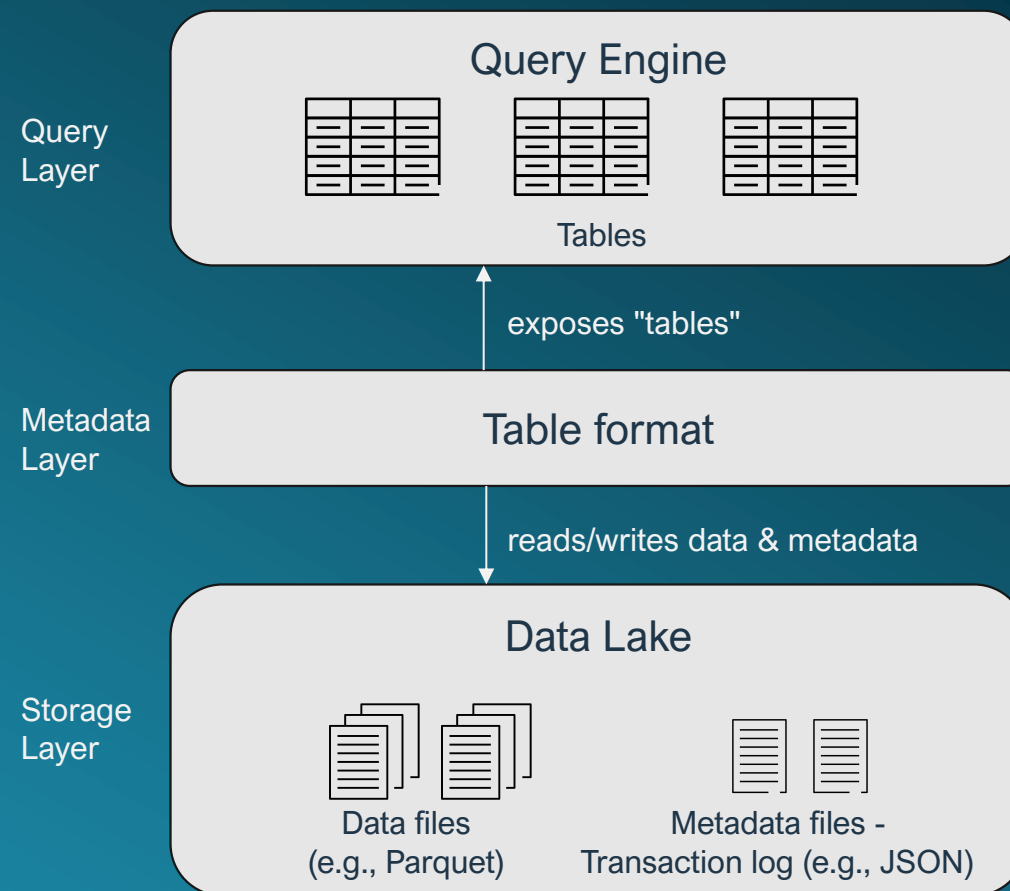 Query Engine
Query
Layer
Tables
exposes "tables"
Metadata
Layer
Table format
reads/writes data & metadata
Data Lake
Storage
Layer
Data files
(e.g., Parquet)
Metadata files -
Transaction log (e.g., JSON)